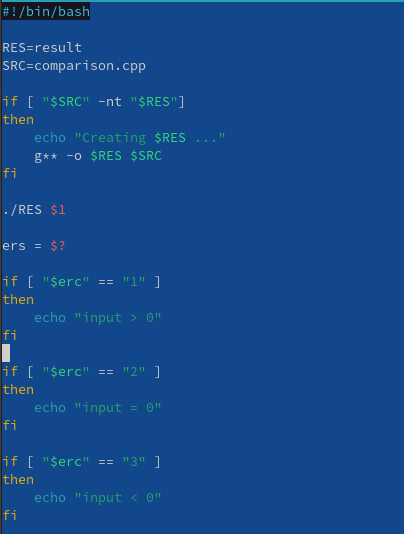 #!/bin/bash
RES=result
SRC=comparison.cpp
if [ "$SRC" -nt "$RES"]
then
echo "Creating $RES ..."
g** -o $RES $SRC
fi
./RES $1
ers = $?
if [ "$erc" == "1" ]
then
echo "input > 0"
fi
if [ "$erc" == "2" ]
then
echo "input = 0"
fi
if [ "$erc" == "3" ]
then
echo "input < 0"
fi